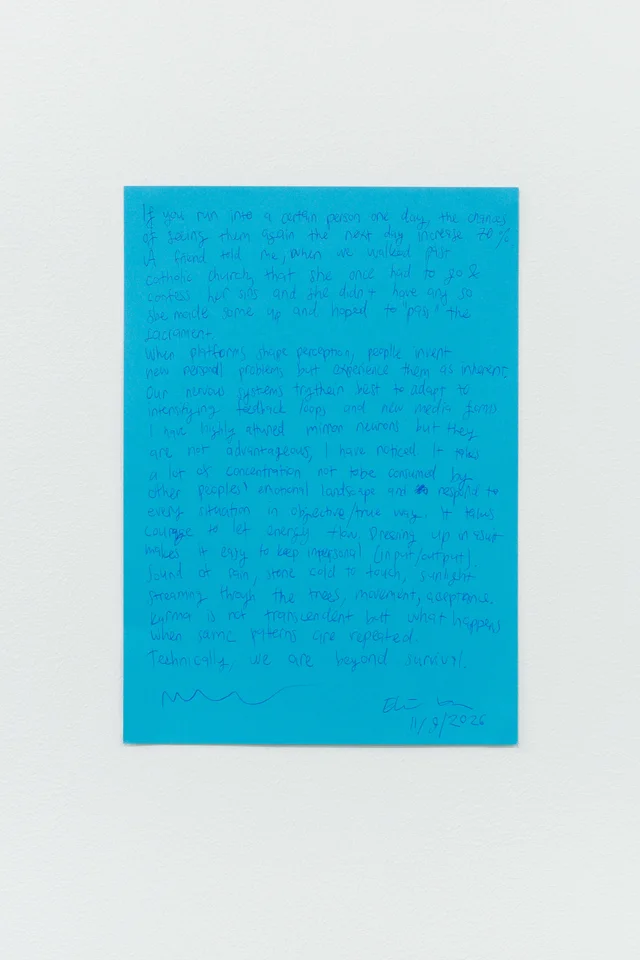 If you run into a certain person one day, the chances
of seeing them again the next day increase 70%
A friend told me, when we walked past
catholic church, that she once had to go &
confess her sins and she didn't have any so
she made some up and hoped to "pass" the
sacrament.
When platforms shape perception, people invent
new personal problems but experience them as inherent.
Our nervous systems try their best to adapt to
intensifying feedback loops and new media forms
I have highly attuned mirror neurons but they
are not advantageous, I have noticed it takes
a lot of concentration not to be consumed by
other peoples' emotional landscape and respond to
every situation in objective/true way. It takes
courage to let energy flow. Dressing up in
makes it easy to keep impersonal (input/output).
Sound of rain, stone cold to touch, sunlight
streaming through the trees, movement, acceptance.
Karma is not transcendent but what happens
when same patterns are repeated.
Technically, we are beyond survival.